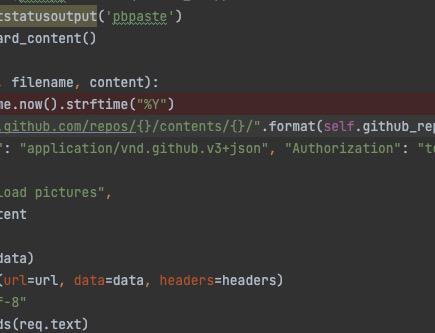 tstatusoutput('pbpaste')
ard_content()
, filename, content):
me.now().strftime("%Y")
.github.com/repos/{}/contents/{}/".format(self.github_rep
": "application/vnd.github.v3+json", "Authorization": "to
load pictures",
tent
data)
(url=url, data=data, headers=headers)
f-8"
ds(req.text)